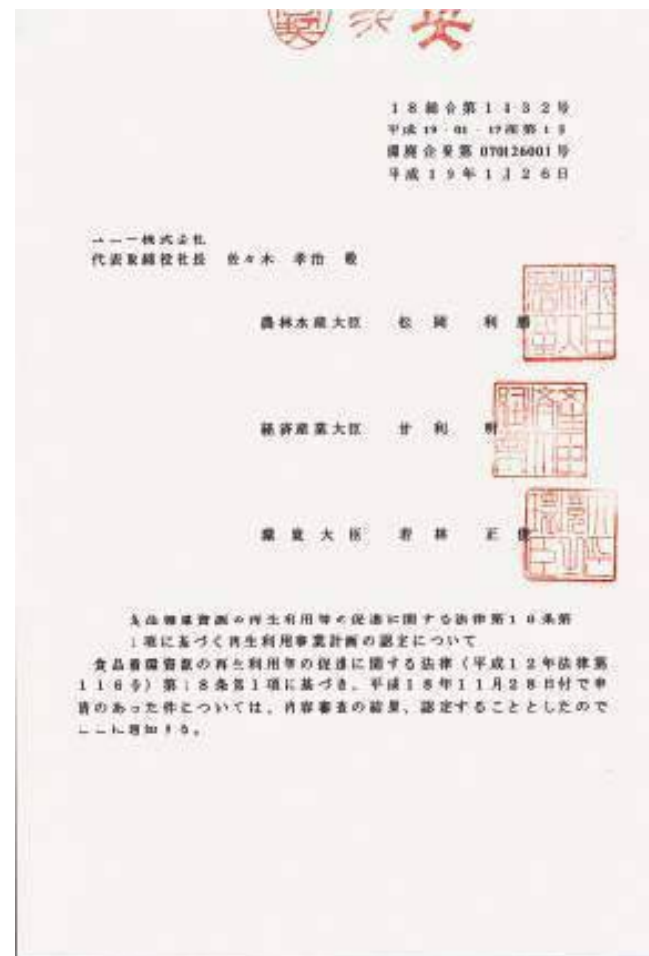 18総合第1432号
平成19・01・17産第13
環廃企発第070126001号
平成19年1月26日
ユニー株式会社
代表取締役社長 佐々木 孝治 殿
農林水産大臣 松岡 利勝
経済産業大臣 甘利 明
環境大臣 若林 正俊
食品循環資源の再生利用等の促進に関する法律第18条第
1項に基づく再生利用事業計画の認定について
食品循環資源の再生利用等の促進に関する法律(平成12年法律第
116号)第18条第1項に基づき、平成18年11月28日付で申
請のあった件については、内容審査の結果、認定することとしたので
ここに通知する。